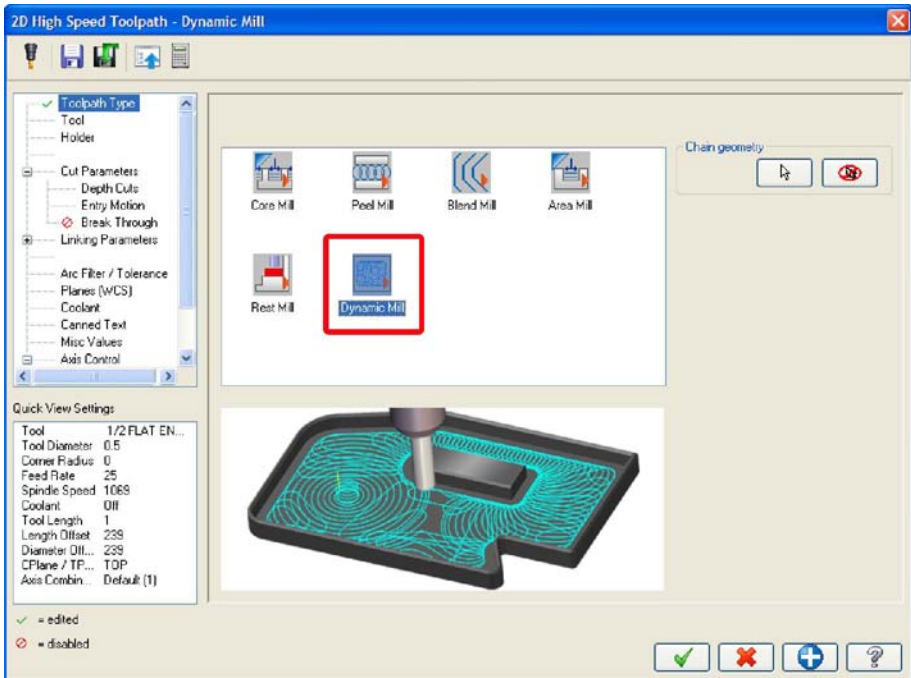 2D High Speed Toolpath - Dynamic Mill
Toolpath Type
Tool
Holder
Cut Parameters
Depth Cuts
Entry Motion
Break Through
Linking Parameters
Arc Filter / Tolerance
Planes (WCS)
Coolant
Canned Text
Misc Values
Axis Control
Core Mill
Peel Mill
Blend Mill
Area Mill
Rest Mill
Dynamic Mill
Chain geometry
Quick View Settings
Tool 1/2 FLAT EN...
Tool Diameter 0.5
Corner Radius 0
Feed Rate 25
Spindle Speed 1069
Coolant Off
Tool Length 1
Length Offset 239
Diameter Off... 239
CPlane / TP... TOP
Axis Combin... Default (1)
= edited
= disabled